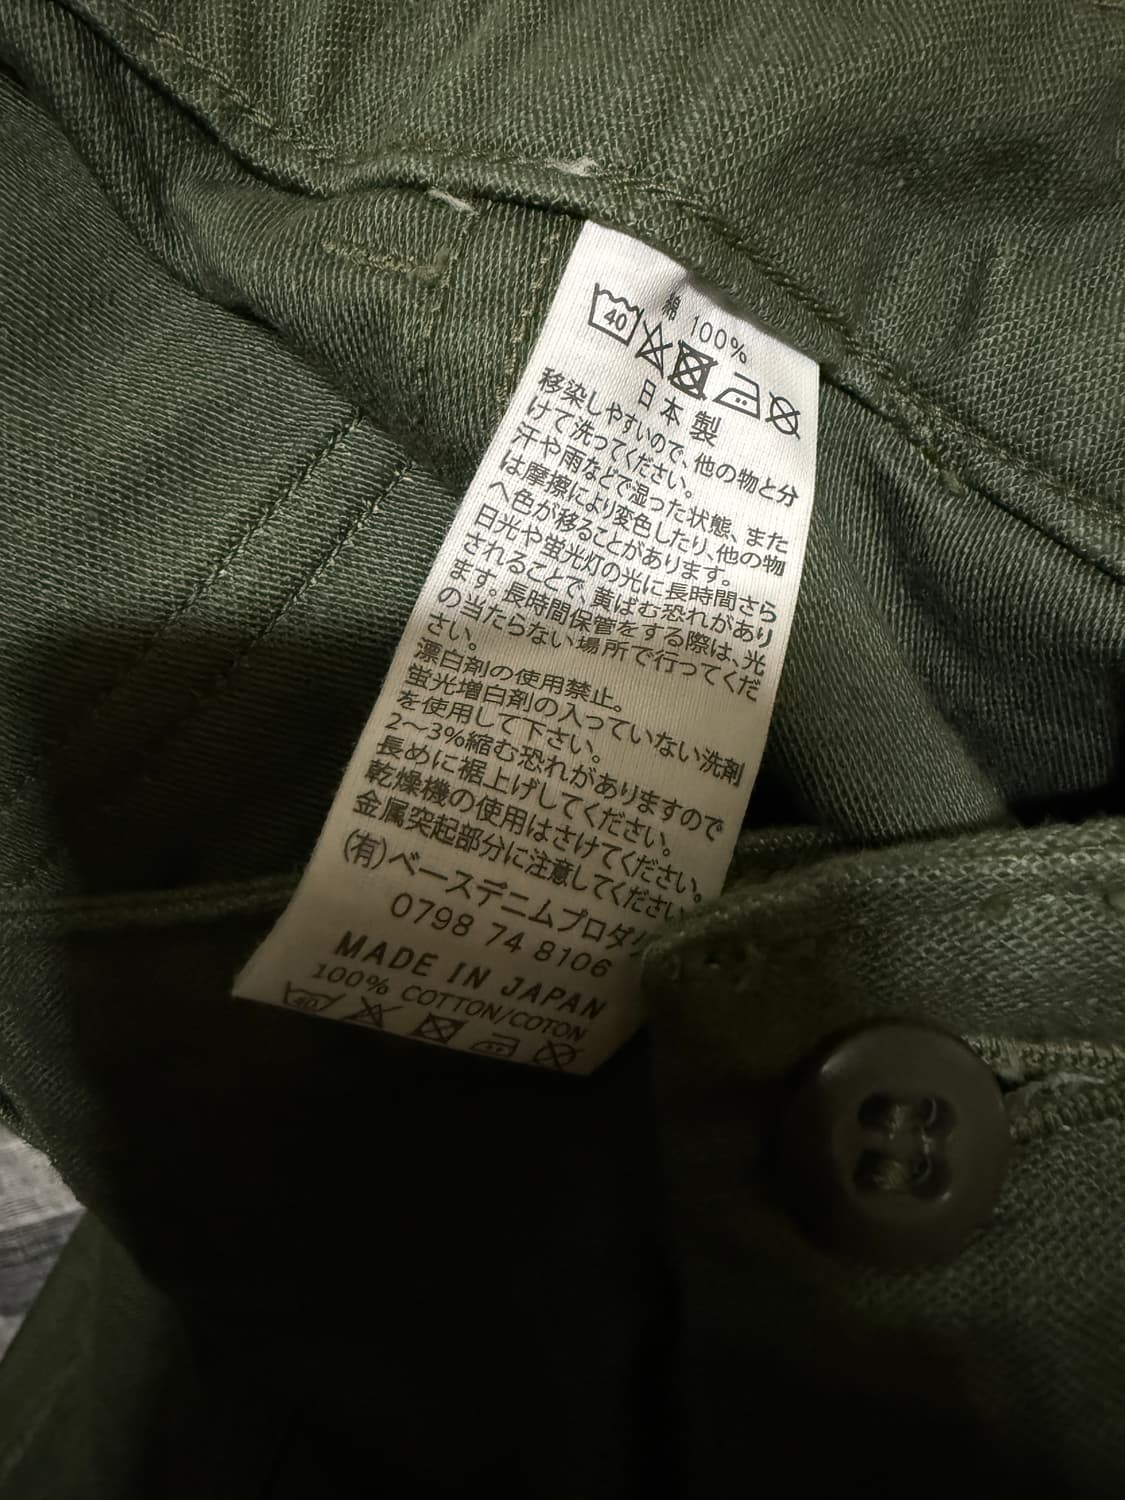 綿 100%
40
日本製
移染しやすいので、他の物と分
けて洗ってください。
汗や雨などで湿った状態、また
は摩擦により変色したり、他の物
へ色が移ることがあります。
日光や蛍光灯の光に長時間さら
されることで、黄ばむ恐れがあり
ます。長時間保管をする際は、光
の当たらない場所で行ってくだ
さい。
漂白剤の使用禁止。
蛍光増白剤の入っていない洗剤
を使用して下さい。
2〜3%縮む恐れがありますので
長めに裾上げしてください。
乾燥機の使用はさけてください。
金属突起部分に注意してください
(有)ベースデニムプロダ
0798 74 8106
MADE IN JAPAN
100% COTTON/COTON
40